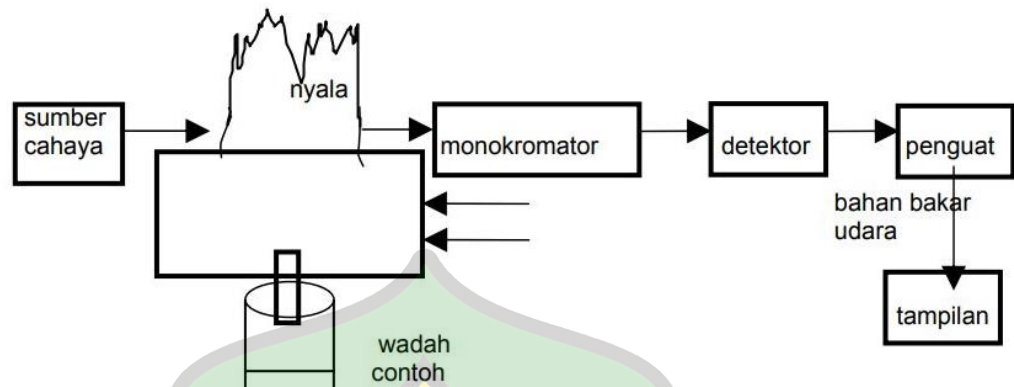 nyala
sumber
cahaya
monokromator
detektor
penguat
bahan bakar
udara
tampilan
wadah
contoh